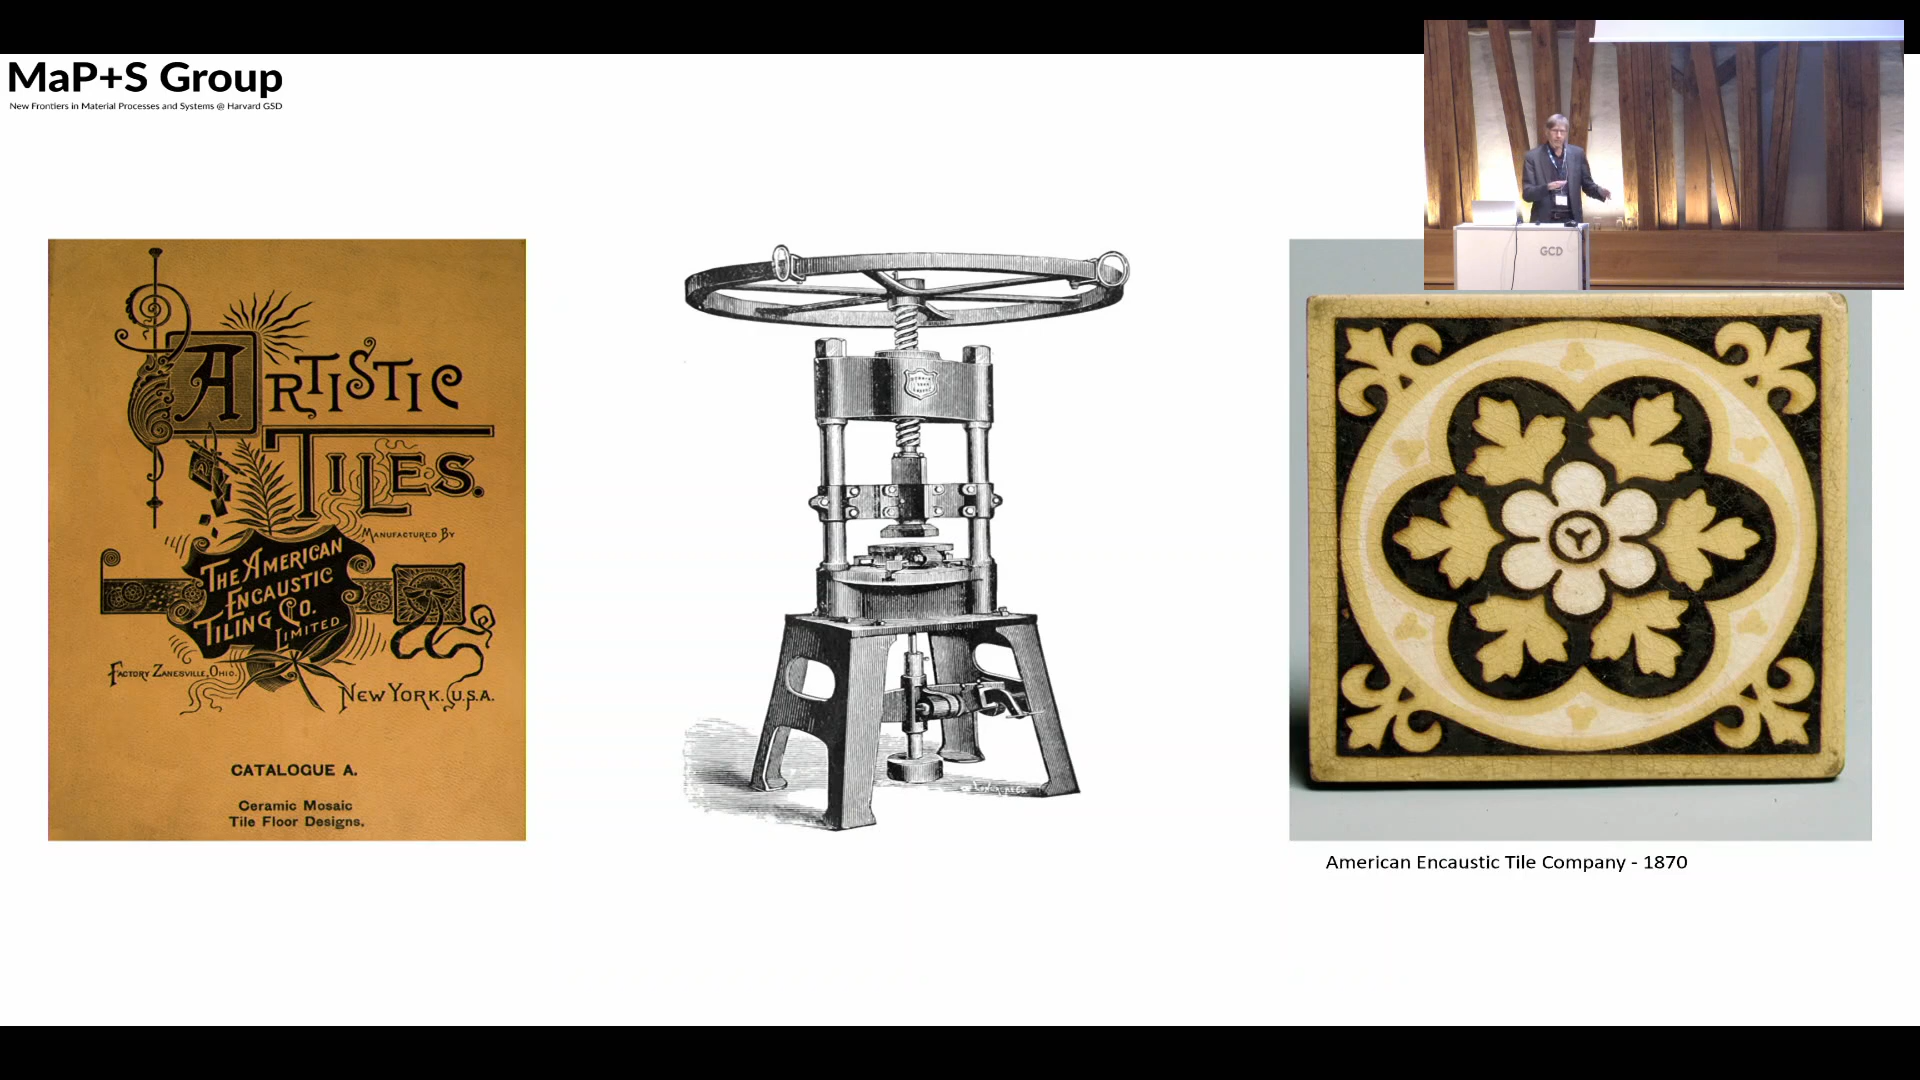 MaP+S Group
New Frontiers in Material Processes and Systems @ Harvard GSD
ARTISTIC
TILES.
MANUFACTURED BY
THE AMERICAN
ENCAUSTIC
TILING CO.
LIMITED
FACTORY ZANESVILLE, OHIO.
NEW YORK. U.S.A.
CATALOGUE A.
Ceramic Mosaic
Tile Floor Designs.
GCD
American Encaustic Tile Company - 1870